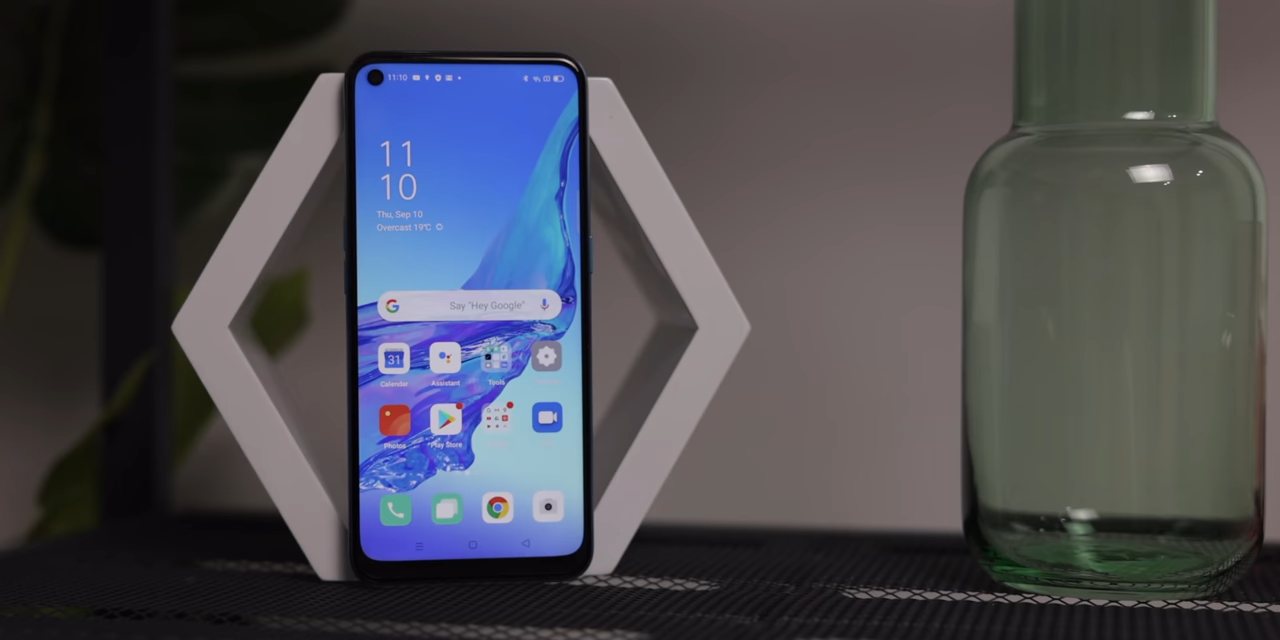 11:10
11
10
Thu, Sep 10
Overcast 19°C
Say "Hey Google"
31
Calendar
Assistant
Tools
Photos
Play Store